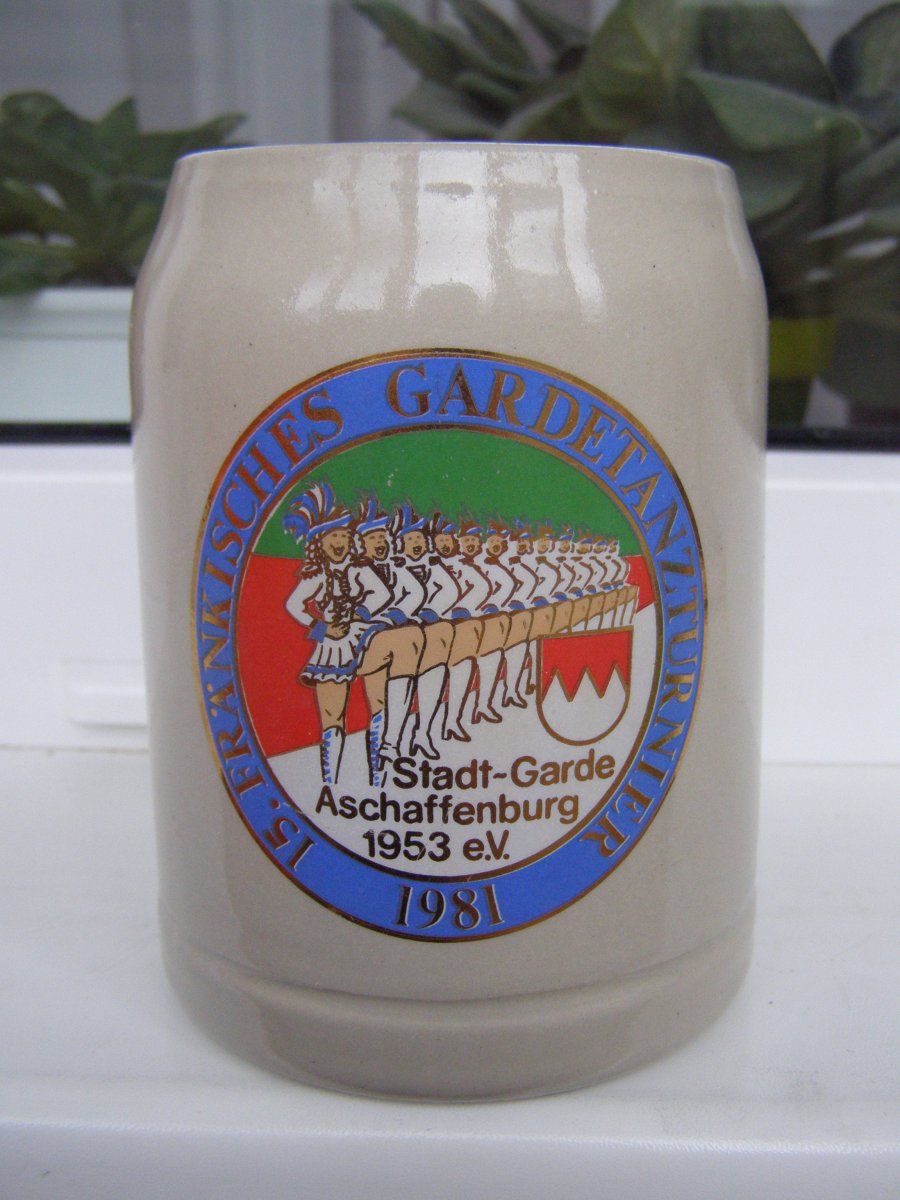 15. FRÄNKISCHES GARDETANZTURNIER
Stadt-Garde
Aschaffenburg
1953 e.V.
1981